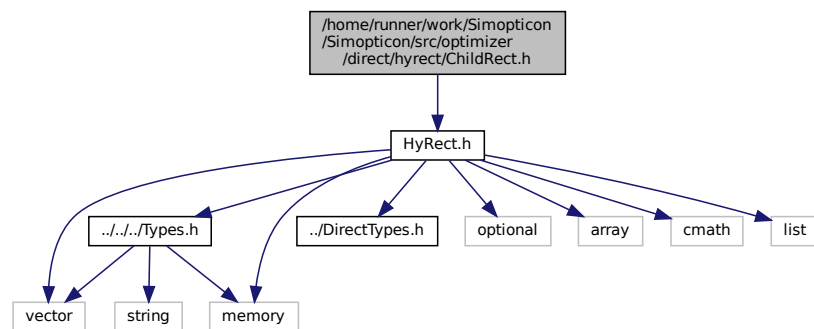 /home/runner/work/Simopticon
/Simopticon/src/optimizer
/direct/hyrect/ChildRect.h
HyRect.h
../../../Types.h
../DirectTypes.h
optional
array
cmath
list
vector
string
memory